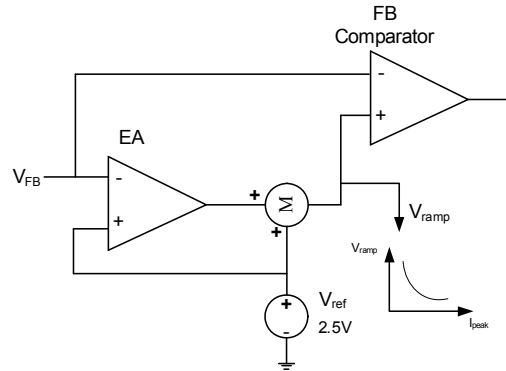 FB
Comparator
-
+
EA
V_FB
-
+
+
M
+
V_ramp
V_ramp
I_peak
+
-
V_ref
2.5V